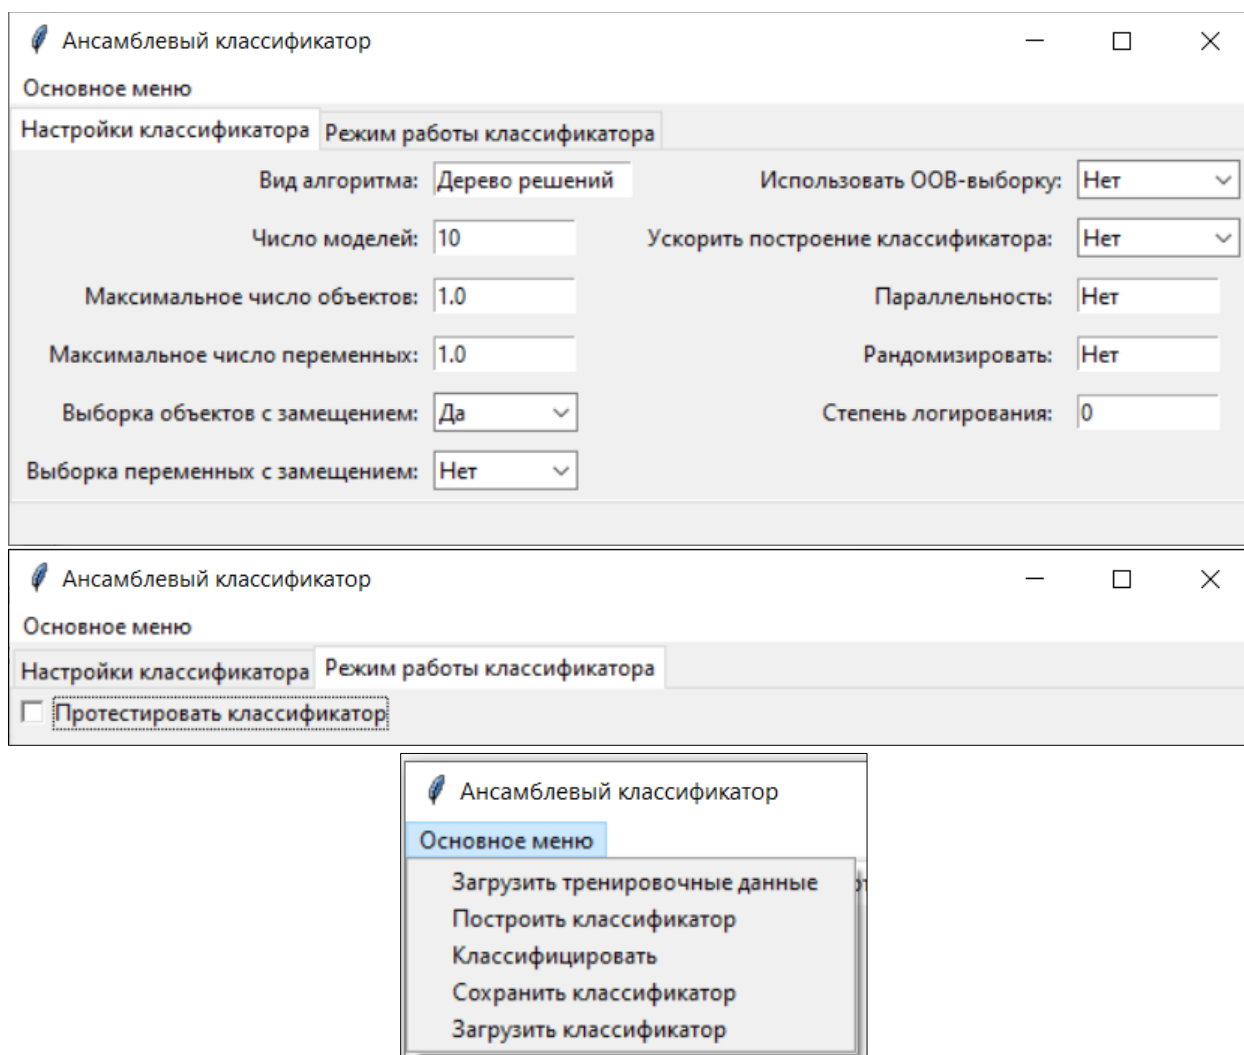 Ансамблевый классификатор
Основное меню
Настройки классификатора Режим работы классификатора
Вид алгоритма: Дерево решений Использовать ООВ-выборку: Нет
Число моделей: 10 Ускорить построение классификатора: Нет
Максимальное число объектов: 1.0 Параллельность: Нет
Максимальное число переменных: 1.0 Рандомизировать: Нет
Выборка объектов с замещением: Да Степень логирования: 0
Выборка переменных с замещением: Нет
Ансамблевый классификатор
Основное меню
Настройки классификатора Режим работы классификатора
Протестировать классификатор
Ансамблевый классификатор
Основное меню
Загрузить тренировочные данные
Построить классификатор
Классифицировать
Сохранить классификатор
Загрузить классификатор